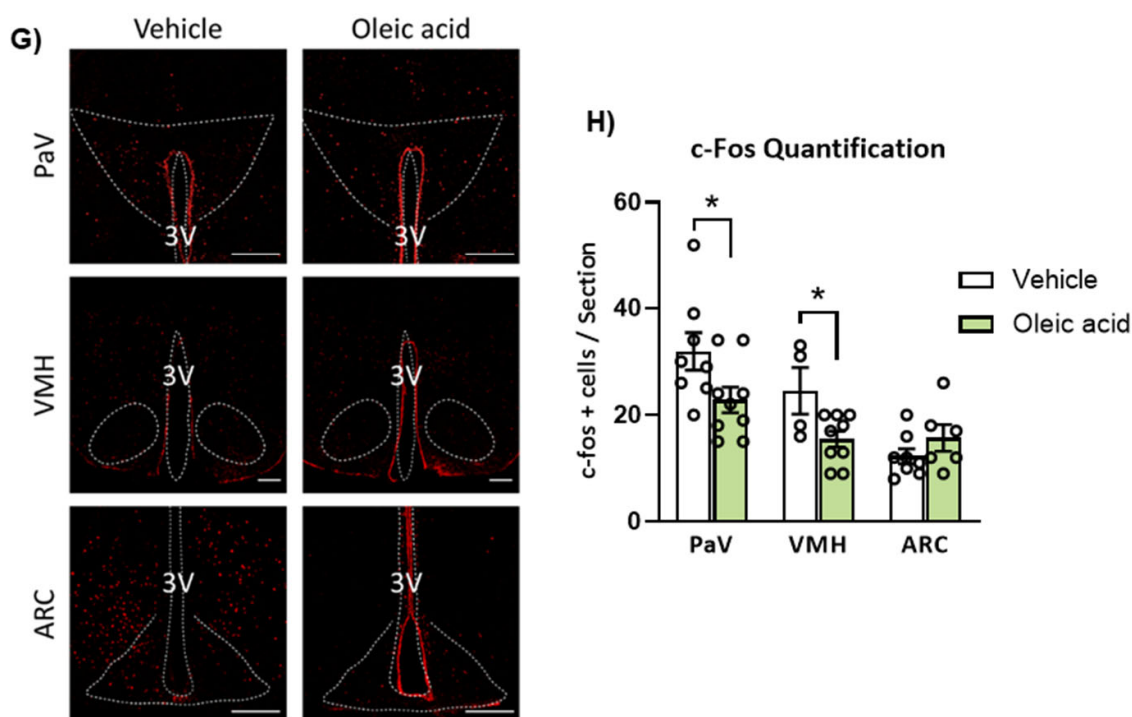 G)
Vehicle
Oleic acid
PaV
3V
3V
VMH
3V
3V
ARC
3V
3V
H)
c-Fos Quantification
c-fos + cells / Section
60
40
20
0
*
*
PaV
VMH
ARC
Vehicle
Oleic acid